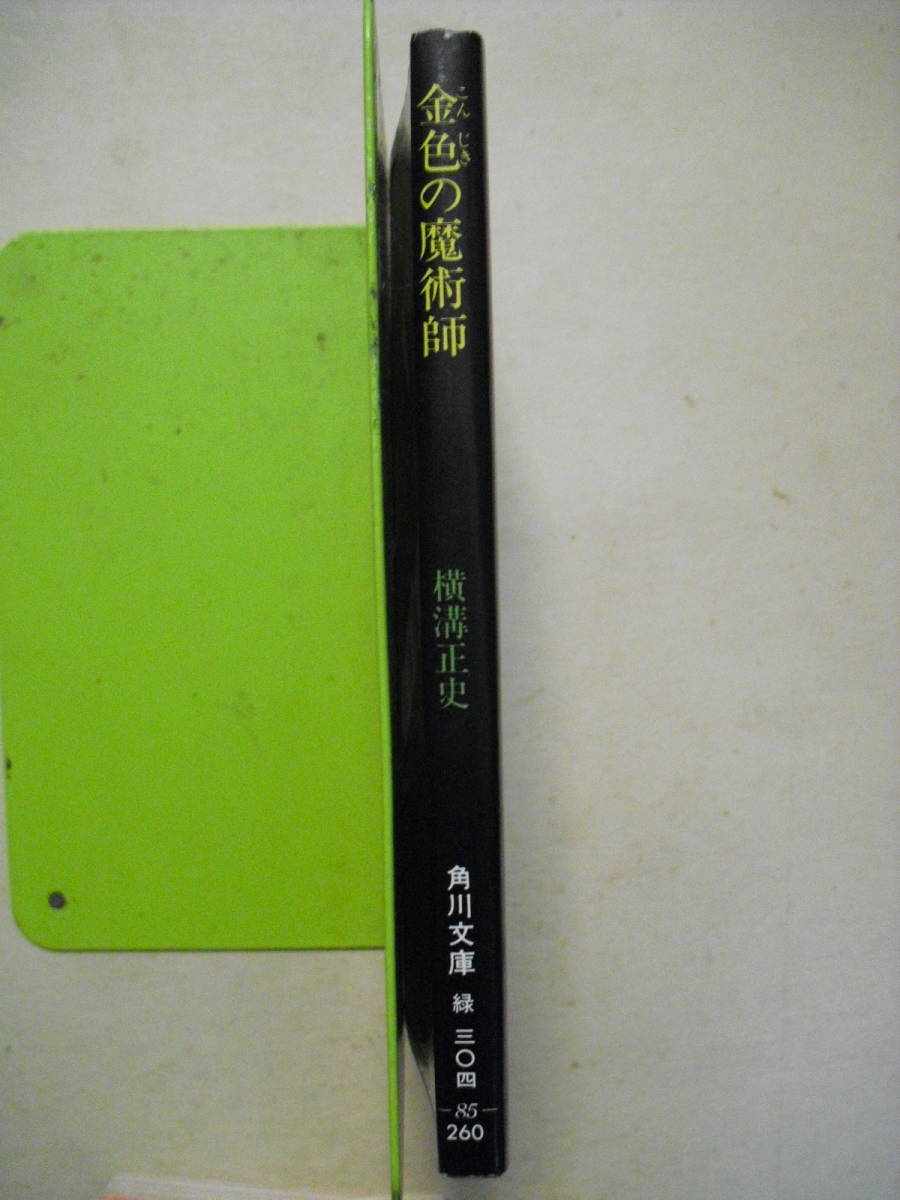 こんじき
金色の魔術師
横溝正史
角川文庫 緑 三〇四
-85-
260